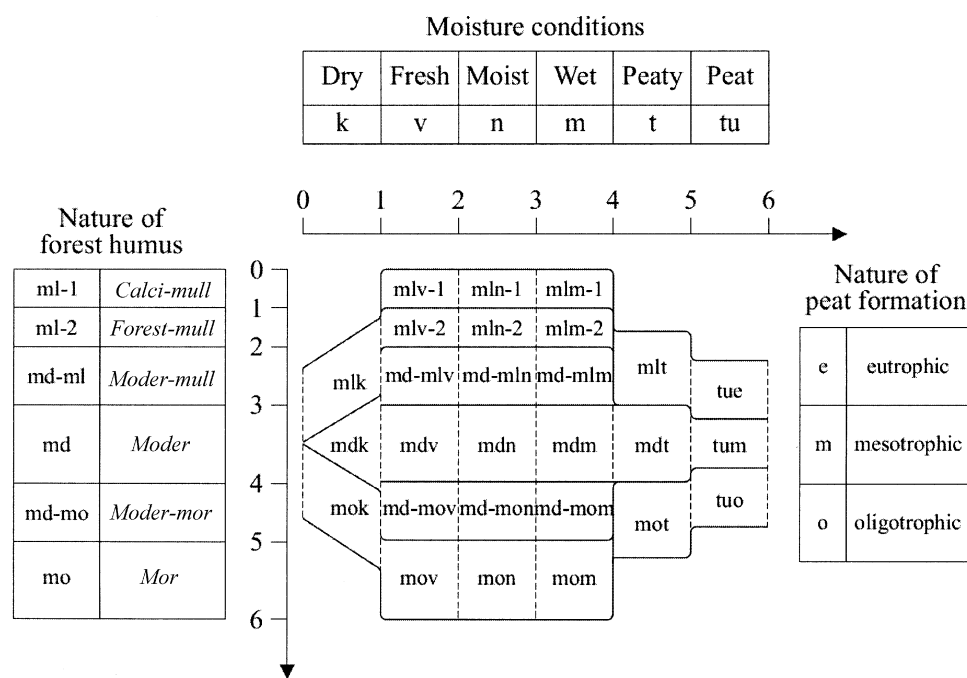 Moisture conditions
Dry Fresh Moist Wet Peaty Peat
k v n m t tu
0 1 2 3 4 5 6
Nature of
forest humus
ml-1 Calci-mull
ml-2 Forest-mull
md-ml Moder-mull
md Moder
md-mo Moder-mor
mo Mor
0
1
2
3
4
5
6
mlv-1 mln-1 mlm-1
mlv-2 mln-2 mlm-2
mlk md-mlv md-mln md-mlm mlt tue
mdk mdv mdn mdm mdt tum
mok md-mov md-mon md-mom mot tuo
mov mon mom
Nature of
peat formation
e eutrophic
m mesotrophic
o oligotrophic